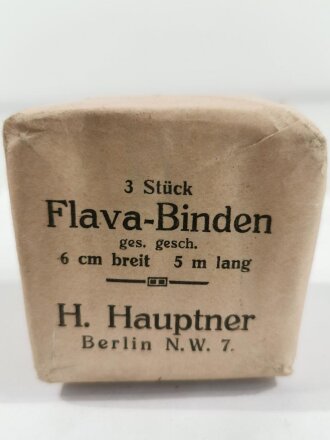 3 Stück
Flava-Binden
ges. gesch.
6 cm breit 5 m lang
H. Hauptner
Berlin N.W. 7.